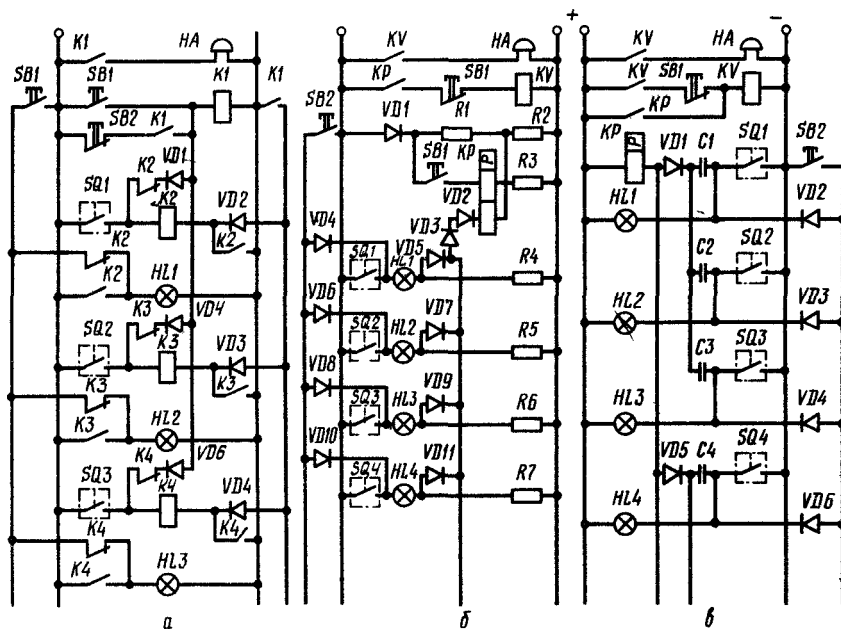 K1
HA
SB1
SB1
K1
K1
SB2
K1
K2
VD1
SQ1
K2
VD2
K2
K2
K2
HL1
VD4
K3
SQ2
K3
VD3
K3
K3
K3
HL2
VD6
K4
SQ3
K4
VD4
K4
K4
K4
HL3
а
KV
HA
KP
SB1
KV
SB2
VD1
R1
R2
SB1
KP
P
R3
VD2
VD3
VD4
SQ1
HL1
VD5
R4
VD6
SQ2
HL2
VD7
R5
VD8
SQ3
HL3
VD9
R6
VD10
SQ4
HL4
VD11
R7
б
+
-
KV
HA
KV
SB1
KV
KP
KP
P
VD1
C1
SQ1
SB2
HL1
VD2
C2
SQ2
HL2
VD3
C3
SQ3
HL3
VD4
VD5
C4
SQ4
HL4
VD6
в